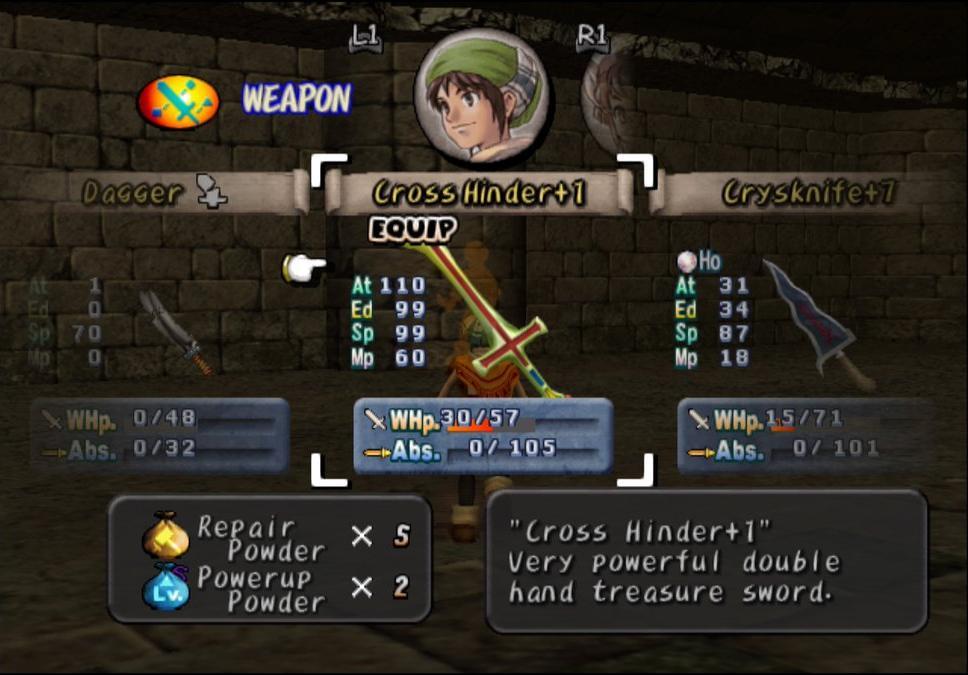 L1
R1
WEAPON
Dagger
Cross Hinder+1
Crysknife+7
EQUIP
Ho
At 1
Ed 0
Sp 70
Mp 0
At 110
Ed 99
Sp 99
Mp 60
At 31
Ed 34
Sp 87
Mp 18
WHp. 0/48
Abs. 0/32
WHp. 30/57
Abs. 0/105
WHp. 15/71
Abs. 0/101
Repair
Powder × 5
Lv.
Powerup
Powder × 2
"Cross Hinder+1"
Very powerful double
hand treasure sword.